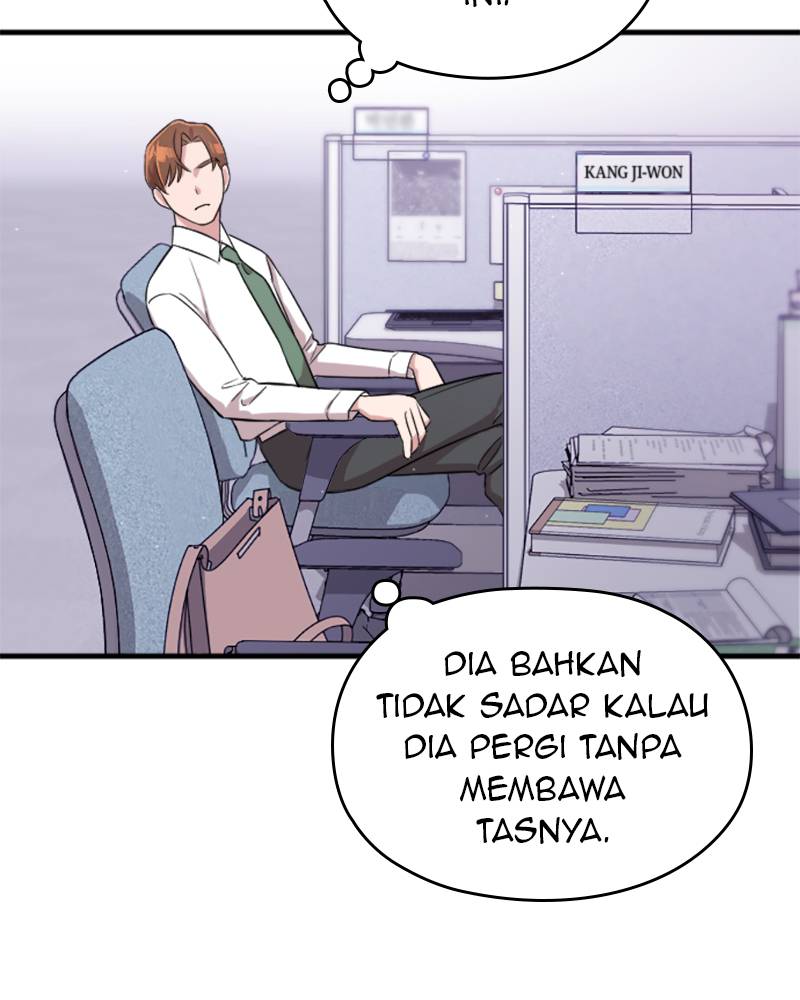 KANG JI-WON
DIA BAHKAN
TIDAK SADAR KALAU
DIA PERGI TANPA
MEMBAWA
TASNYA.